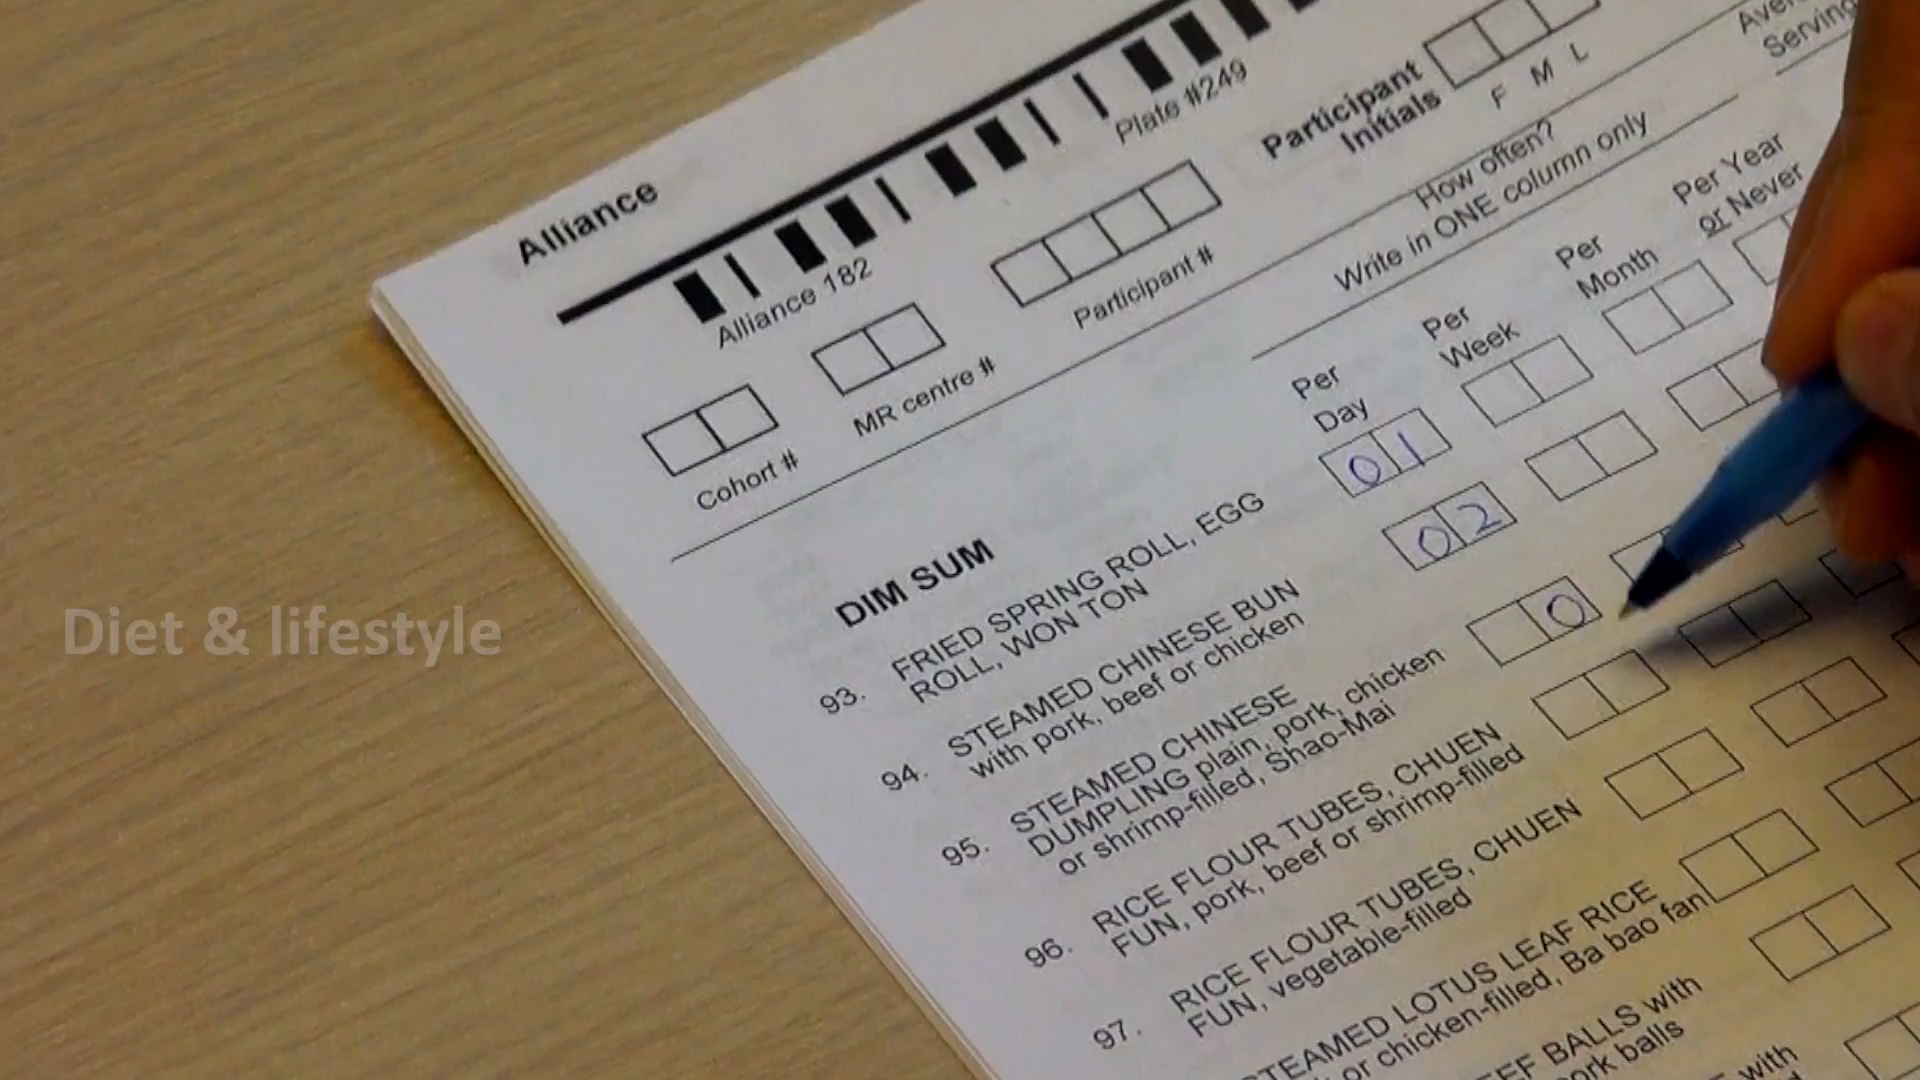 Alliance
Alliance 182
Plate #249
Cohort #
MR centre #
Participant #
Participant
Initials
F M L
How often?
Write in ONE column only
Per
Day
Per
Week
Per
Month
Per Year
or Never
DIM SUM
93. FRIED SPRING ROLL, EGG
ROLL, WON TON
01
94. STEAMED CHINESE BUN
with pork, beef or chicken
02
95. STEAMED CHINESE
DUMPLING plain, pork, chicken
or shrimp-filled, Shao-Mai
0
96. RICE FLOUR TUBES, CHUEN
FUN, pork, beef or shrimp-filled
97. RICE FLOUR TUBES, CHUEN
FUN, vegetable-filled
LOTUS LEAF RICE
or chicken-filled, Ba bao fan
BALLS with
balls
with
Diet & lifestyle